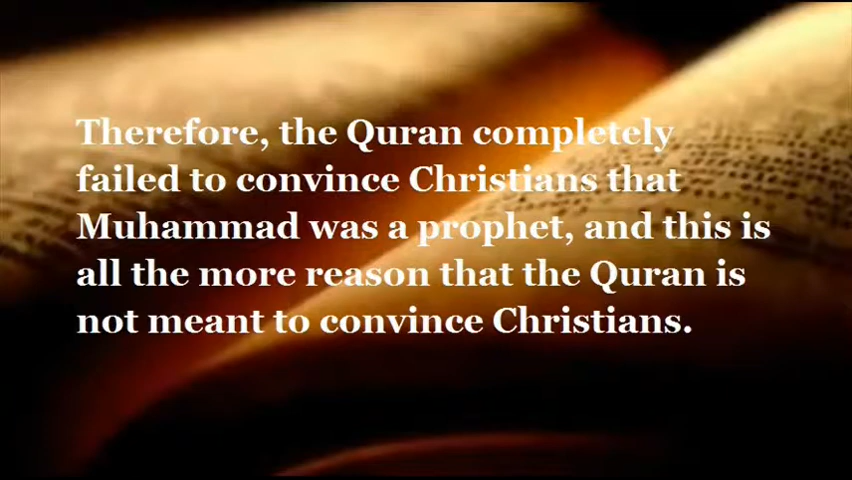 Therefore, the Quran completely
failed to convince Christians that
Muhammad was a prophet, and this is
all the more reason that the Quran is
not meant to convince Christians.